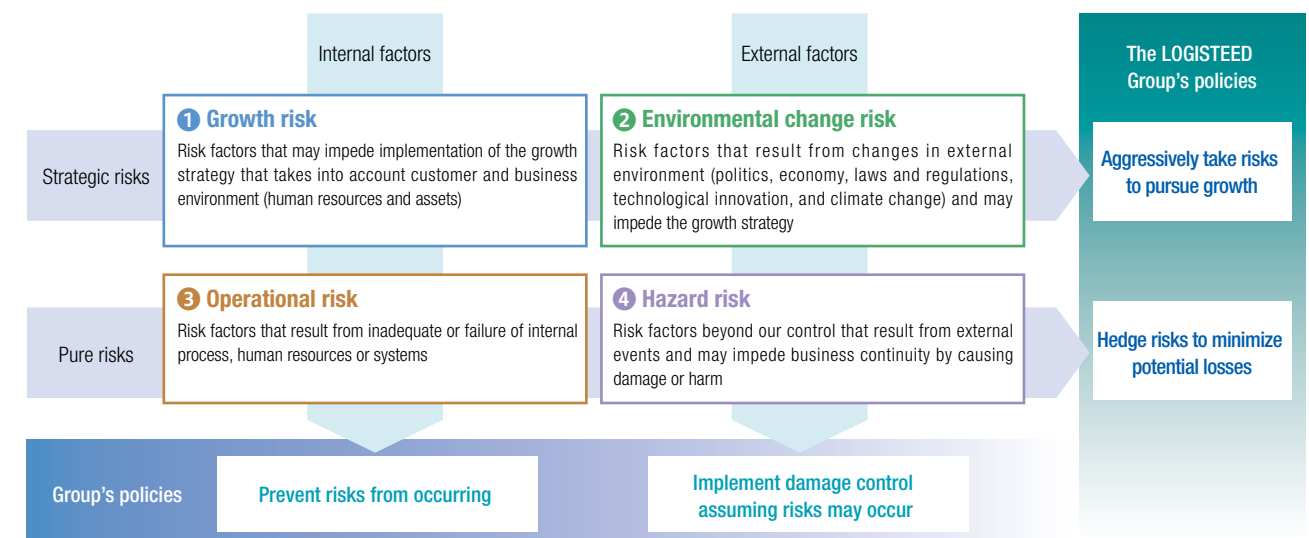 Internal factors
External factors
The LOGISTEED
Group's policies
Strategic risks
❶ Growth risk
Risk factors that may impede implementation of the growth
strategy that takes into account customer and business
environment (human resources and assets)
❷ Environmental change risk
Risk factors that result from changes in external
environment (politics, economy, laws and regulations,
technological innovation, and climate change) and may
impede the growth strategy
Aggressively take risks
to pursue growth
Pure risks
❸ Operational risk
Risk factors that result from inadequate or failure of internal
process, human resources or systems
❹ Hazard risk
Risk factors beyond our control that result from external
events and may impede business continuity by causing
damage or harm
Hedge risks to minimize
potential losses
Group's policies
Prevent risks from occurring
Implement damage control
assuming risks may occur